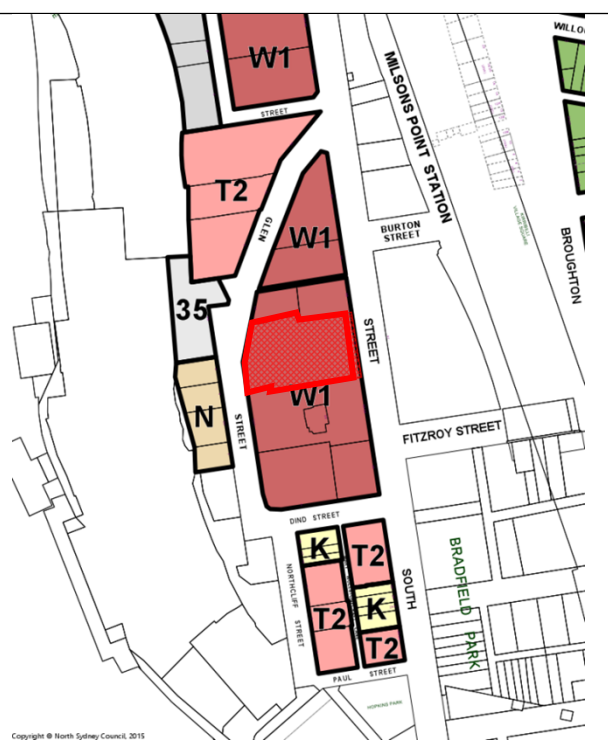 WILLO
W1
STREET
MILSONS POINT STATION
T2
GLEN
W1
BURTON
STREET
BROUGHTON
35
STREET
W1
N
STREET
FITZROY STREET
DIND STREET
K
T2
NORTHCLIFF
STREET
T2
K
SOUTH
BRADFIELD PARK
T2
PAUL STREET
HOPKINS PARK
Copyright @ North Sydney Council, 2015